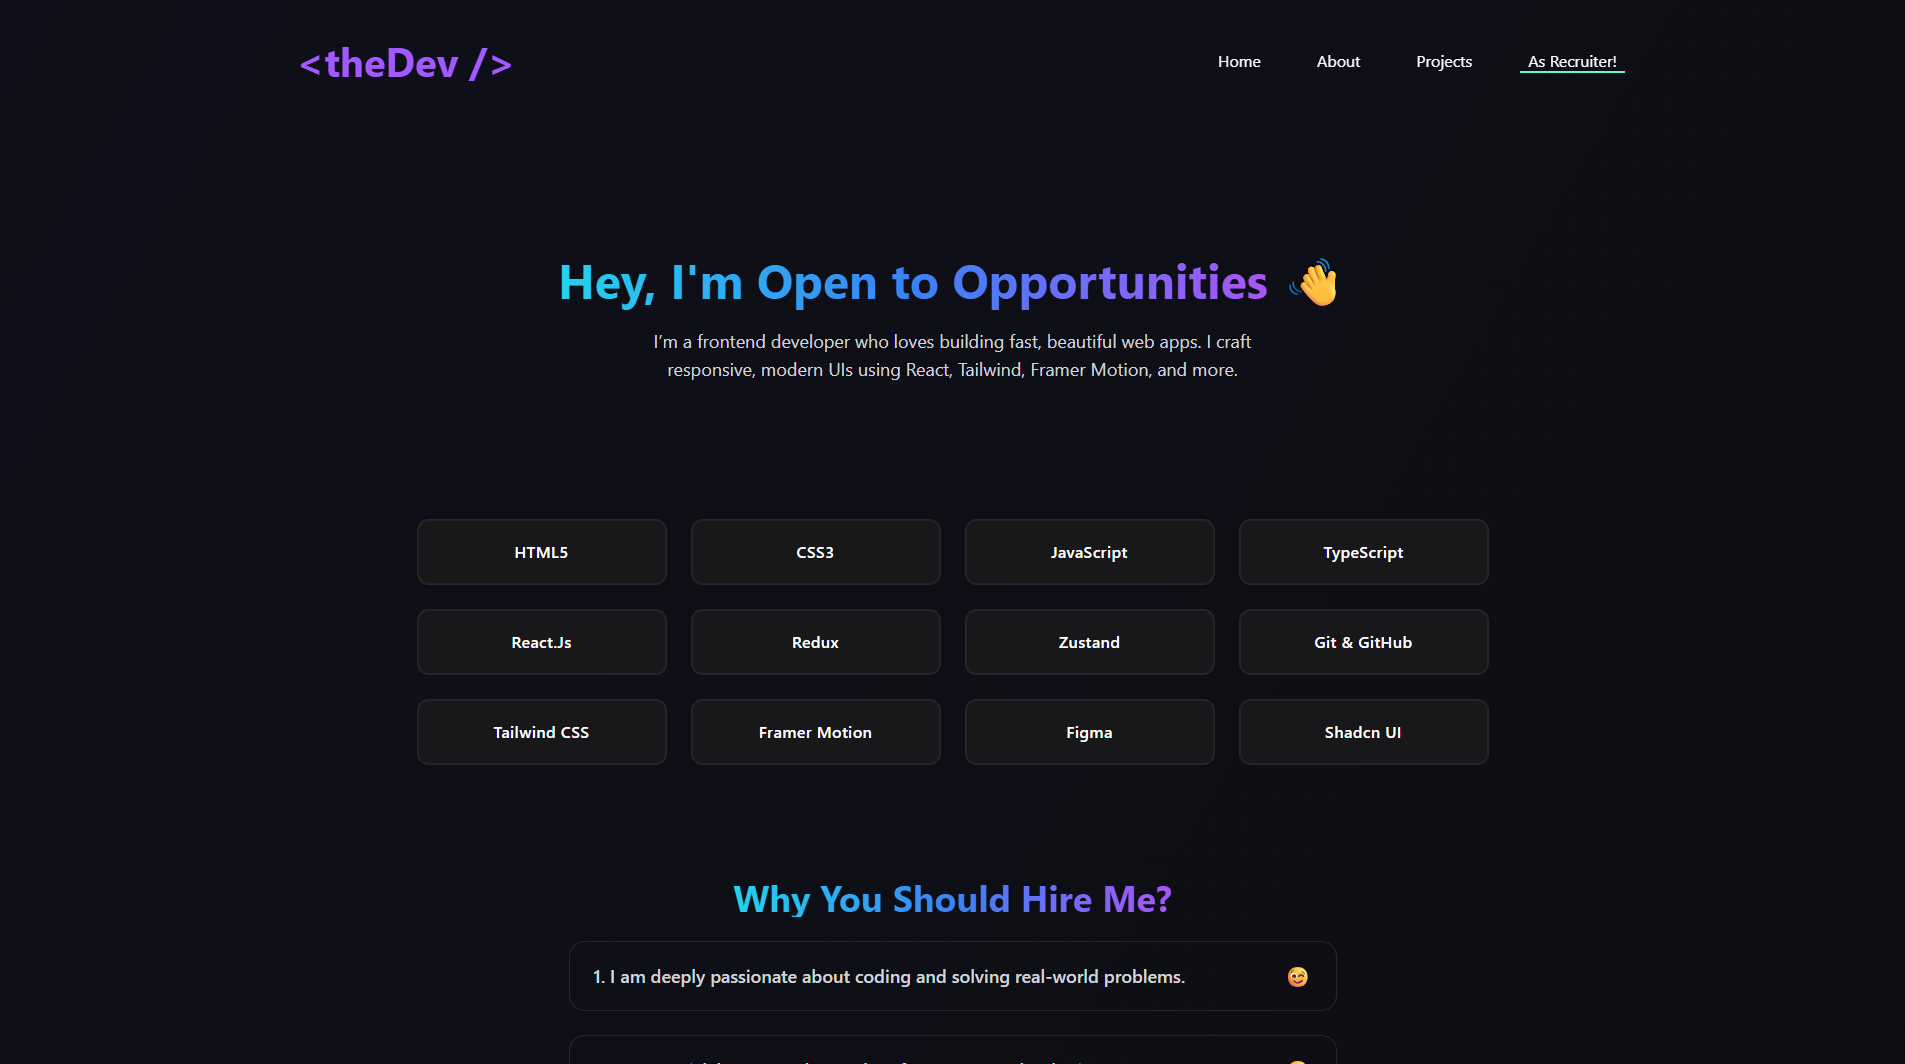 <theDev />
Home About Projects As Recruiter!
Hey, I'm Open to Opportunities 👋
I’m a frontend developer who loves building fast, beautiful web apps. I craft
responsive, modern UIs using React, Tailwind, Framer Motion, and more.
HTML5 CSS3 JavaScript TypeScript
React.Js Redux Zustand Git & GitHub
Tailwind CSS Framer Motion Figma Shadcn UI
Why You Should Hire Me?
1. I am deeply passionate about coding and solving real-world problems. 😉